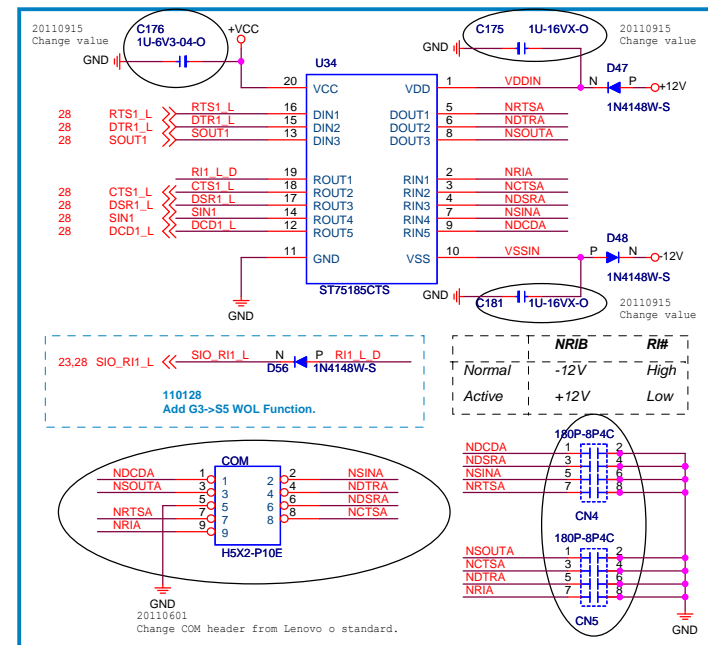 20110915
Change value
C176
1U-6V3-04-O
+VCC
GND
C175 1U-16VX-O
20110915
Change value
GND
U34
D47
N P +12V
1N4148W-S
20 VCC VDD 1 VDDIN
28 RTS1_L RTS1_L 16 DIN1 DOUT1 5 NRTSA
28 DTR1_L DTR1_L 15 DIN2 DOUT2 6 NDTRA
28 SOUT1 SOUT1 13 DIN3 DOUT3 8 NSOUTA
RI1_L_D 19 ROUT1 RIN1 2 NRIA
28 CTS1_L CTS1_L 18 ROUT2 RIN2 3 NCTSA
28 DSR1_L DSR1_L 17 ROUT3 RIN3 4 NDSRA
28 SIN1 SIN1 14 ROUT4 RIN4 7 NSINA
28 DCD1_L DCD1_L 12 ROUT5 RIN5 9 NDCDA
11 GND VSS 10 VSSIN
D48
P N -12V
1N4148W-S
ST75185CTS
GND
GND
C181 1U-16VX-O
20110915
Change value
23,28 SIO_RI1_L SIO_RI1_L N P RI1_L_D
D56 1N4148W-S
110128
Add G3->S5 WOL Function.
NRIB RI#
Normal -12V High
Active +12V Low
COM
NDCDA 1 1 2 2 NSINA
NSOUTA 3 3 4 4 NDTRA
5 5 6 6 NDSRA
NRTSA 7 7 8 8 NCTSA
NRIA 9 9
H5X2-P10E
GND
20110601
Change COM header from Lenovo o standard.
180P-8P4C
NDCDA 1 2
NDSRA 3 4
NSINA 5 6
NRTSA 7 8
CN4
180P-8P4C
NSOUTA 1 2
NCTSA 3 4
NDTRA 5 6
NRIA 7 8
CN5
GND